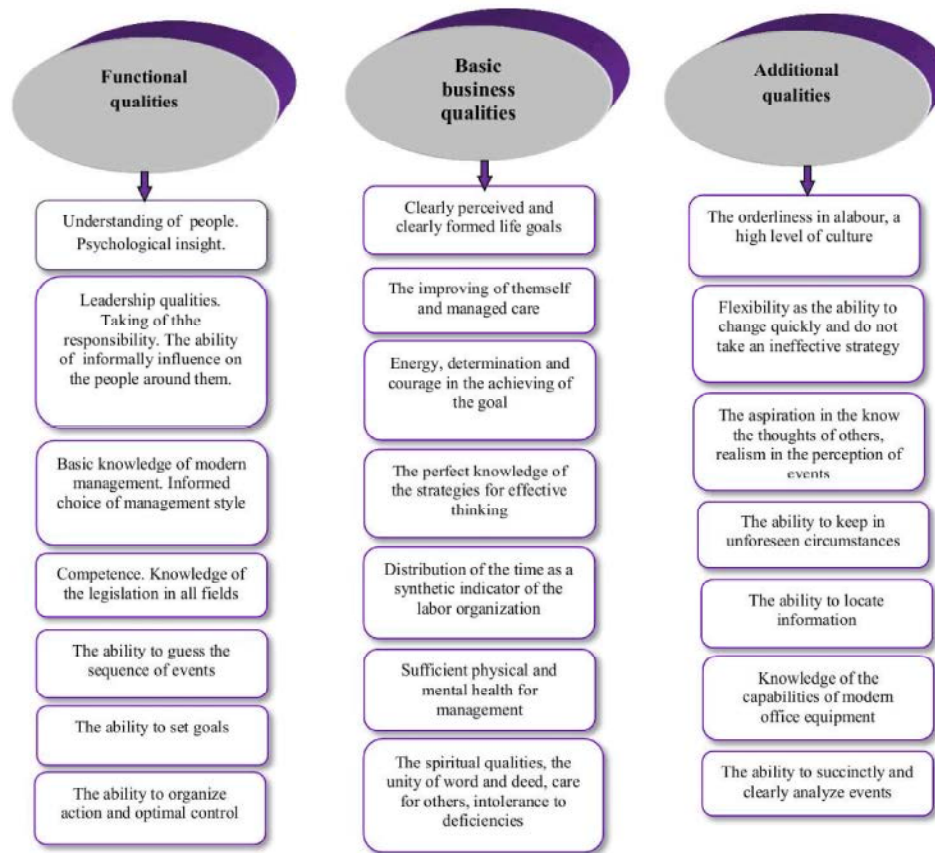 Functional
qualities
Understanding of people.
Psychological insight.
Leadership qualities.
Taking of thhe
responsibility. The ability
of informally influence on
the people around them.
Basic knowledge of modern
management. Informed
choice of management style
Competence. Knowledge of
the legislation in all fields
The ability to guess the
sequence of events
The ability to set goals
The ability to organize
action and optimal control
Basic
business
qualities
Clearly perceived and
clearly formed life goals
The improving of themself
and managed care
Energy, determination and
courage in the achieving of
the goal
The perfect knowledge of
the strategies for effective
thinking
Distribution of the time as a
synthetic indicator of the
labor organization
Sufficient physical and
mental health for
management
The spiritual qualities, the
unity of word and deed, care
for others, intolerance to
deficiencies
Additional
qualities
The orderliness in alabour, a
high level of culture
Flexibility as the ability to
change quickly and do not
take an ineffective strategy
The aspiration in the know
the thoughts of others,
realism in the perception of
events
The ability to keep in
unforeseen circumstances
The ability to locate
information
Knowledge of the
capabilities of modern
office equipment
The ability to succinctly and
clearly analyze events